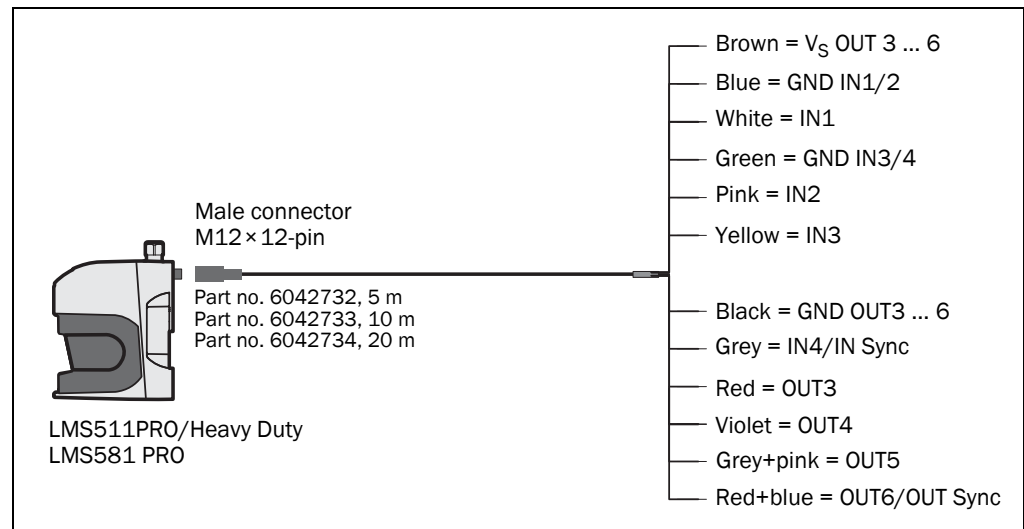 Brown = VS OUT 3 ... 6
Blue = GND IN1/2
White = IN1
Green = GND IN3/4
Pink = IN2
Yellow = IN3
Male connector
M12×12-pin
Part no. 6042732, 5 m
Part no. 6042733, 10 m
Part no. 6042734, 20 m
Black = GND OUT3 ... 6
Grey = IN4/IN Sync
Red = OUT3
Violet = OUT4
Grey+pink = OUT5
Red+blue = OUT6/OUT Sync
LMS511PRO/Heavy Duty
LMS581 PRO